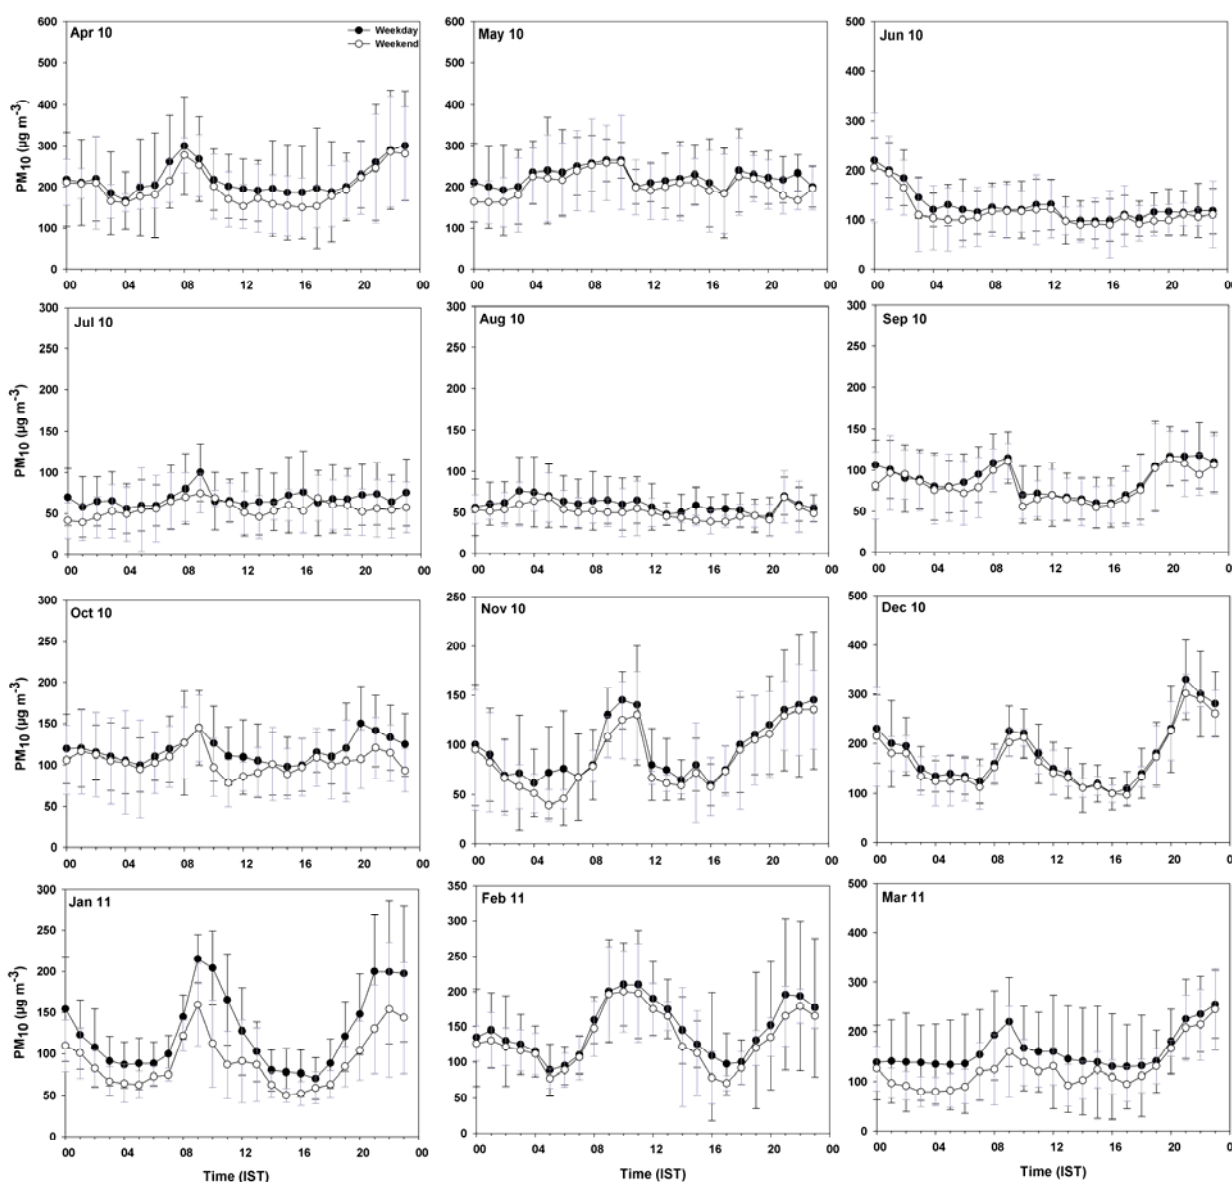 Apr 10
Weekday
Weekend
May 10
Jun 10
PM10 (µg m-3)
600
500
400
300
200
100
0
600
500
400
300
200
100
0
500
400
300
200
100
0
00 04 08 12 16 20 00
00 04 08 12 16 20 00
00 04 08 12 16 20 00
Jul 10
Aug 10
Sep 10
PM10 (µg m-3)
300
250
200
150
100
50
0
300
250
200
150
100
50
0
300
250
200
150
100
50
0
00 04 08 12 16 20 00
00 04 08 12 16 20 00
00 04 08 12 16 20 0
Oct 10
Nov 10
Dec 10
PM10 (µg m-3)
300
250
200
150
100
50
0
250
200
150
100
50
0
500
400
300
200
100
0
00 04 08 12 16 20 00
00 04 08 12 16 20 00
00 04 08 12 16 20 0
Jan 11
Feb 11
Mar 11
PM10 (µg m-3)
300
250
200
150
100
50
00
350
300
250
200
150
100
50
0
500
400
300
200
100
0
00 04 08 12 16 20 00
00 04 08 12 16 20 00
00 04 08 12 16 20 0
Time (IST)
Time (IST)
Time (IST)